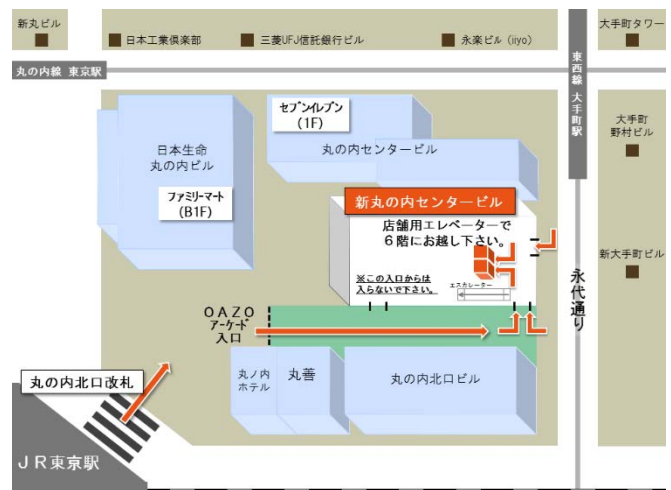 新丸ビル
日本工業倶楽部
三菱UFJ信託銀行ビル
永楽ビル (iiyo)
大手町タワー
丸の内線 東京駅
東西線 大手町駅
セブンイレブン
(1F)
丸の内センタービル
日本生命
丸の内ビル
ファミリーマート
(B1F)
大手町
野村ビル
新丸の内センタービル
店舗用エレベーターで
6階にお越し下さい。
※この入口からは
入らないで下さい。
エスカレーター
新大手町ビル
永代通り
OAZO
アーケード
入口
丸の内北口改札
丸ノ内
ホテル
丸善
丸の内北口ビル
JR東京駅